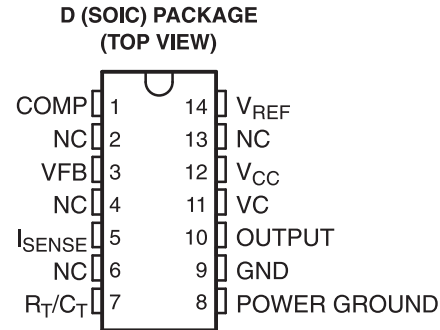 D (SOIC) PACKAGE
(TOP VIEW)
COMP 1 14 VREF
NC 2 13 NC
VFB 3 12 VCC
NC 4 11 VC
ISENSE 5 10 OUTPUT
NC 6 9 GND
RT/CT 7 8 POWER GROUND